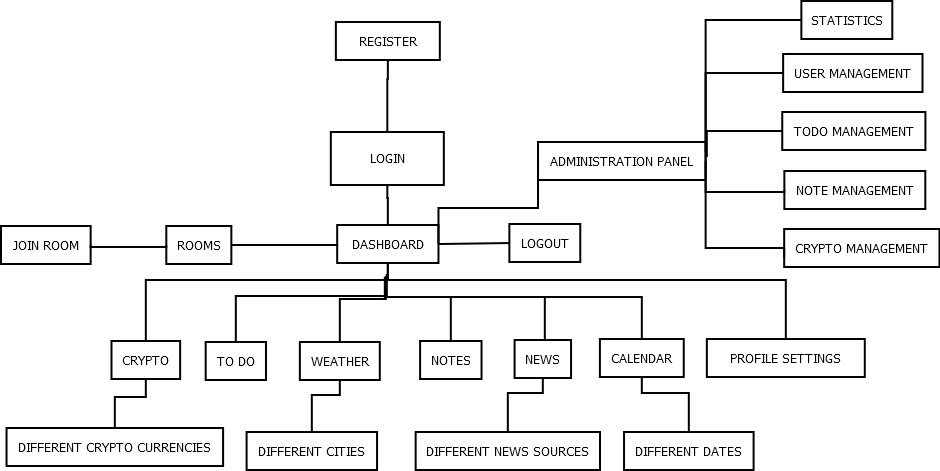 STATISTICS
REGISTER
USER MANAGEMENT
TODO MANAGEMENT
LOGIN
ADMINISTRATION PANEL
NOTE MANAGEMENT
JOIN ROOM
ROOMS
DASHBOARD
LOGOUT
CRYPTO MANAGEMENT
CRYPTO
TO DO
WEATHER
NOTES
NEWS
CALENDAR
PROFILE SETTINGS
DIFFERENT CRYPTO CURRENCIES
DIFFERENT CITIES
DIFFERENT NEWS SOURCES
DIFFERENT DATES